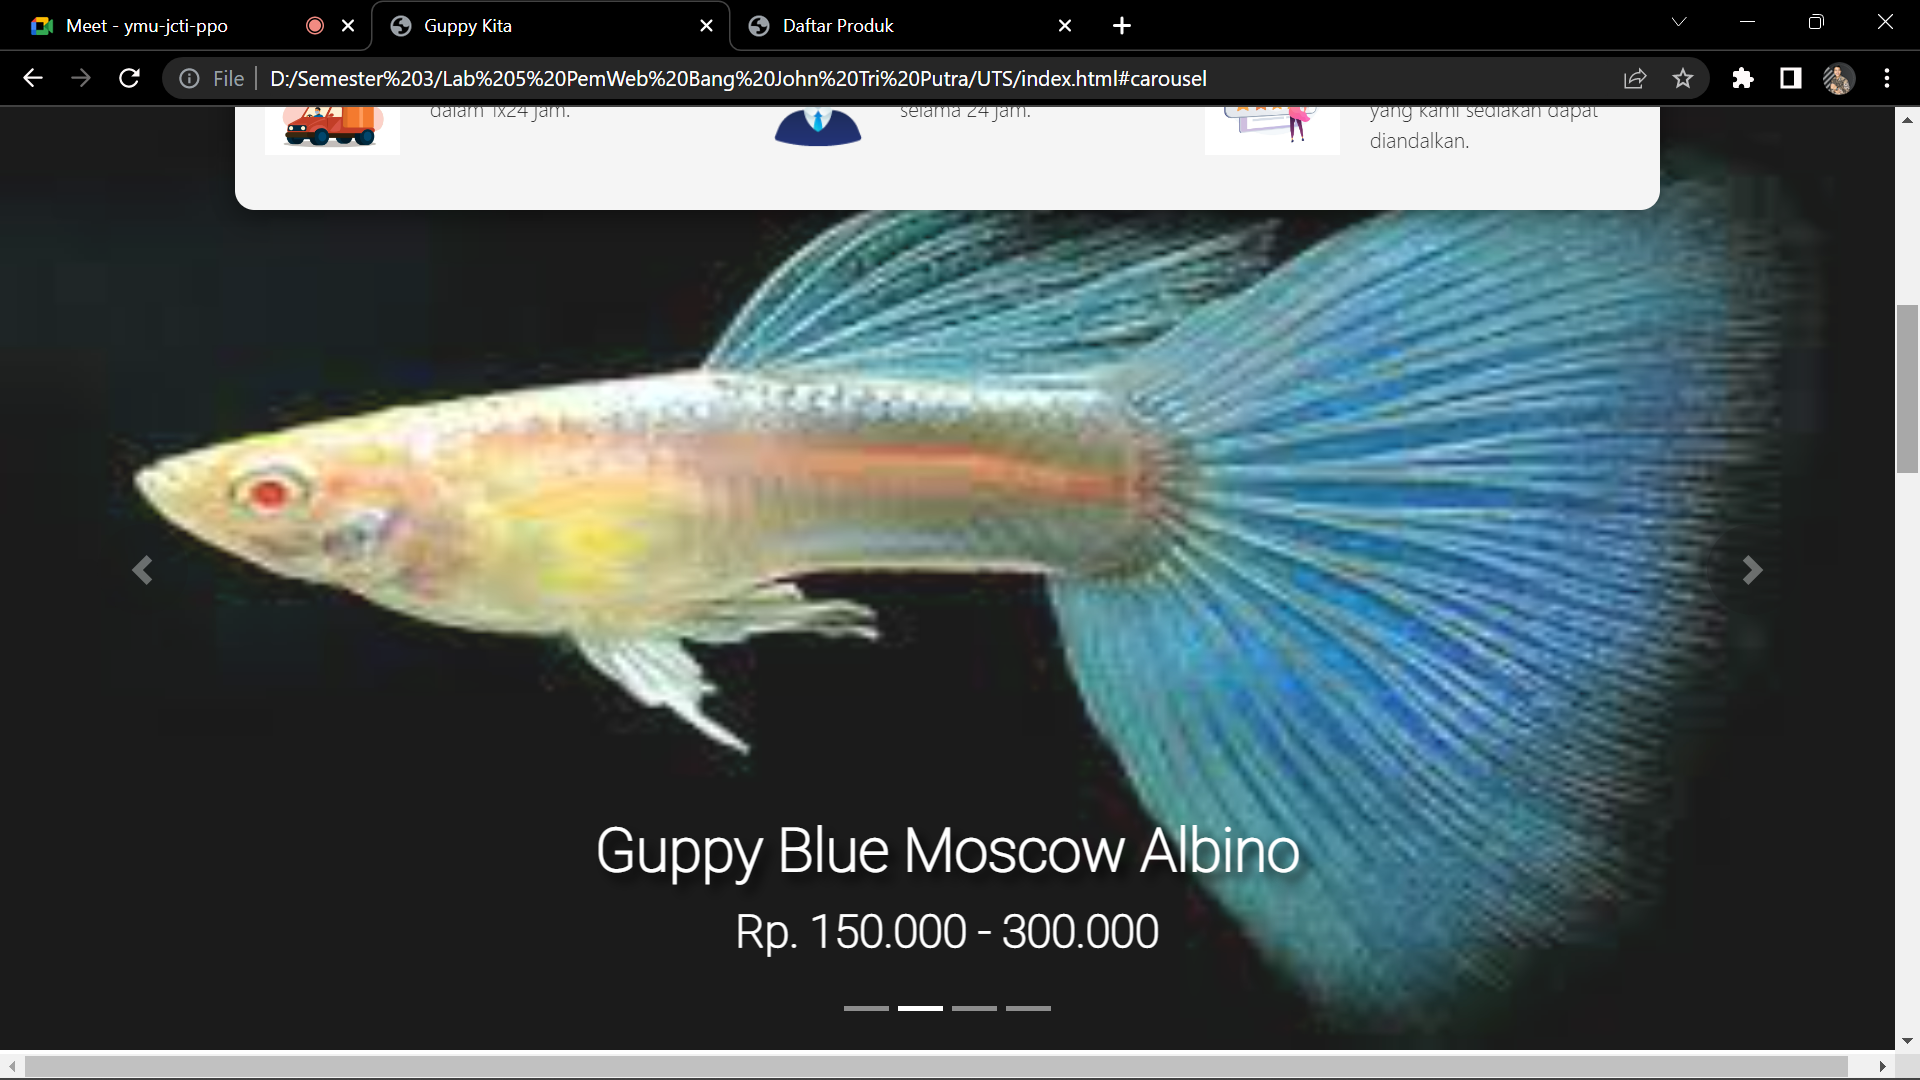 Meet - ymu-jcti-ppo
Guppy Kita
Daftar Produk
File
D:/Semester%203/Lab%205%20PemWeb%20Bang%20John%20Tri%20Putra/UTS/index.html#carousel
dalam 1x24 jam.
selama 24 jam.
yang kami sediakan dapat
diandalkan.
Guppy Blue Moscow Albino
Rp. 150.000 - 300.000